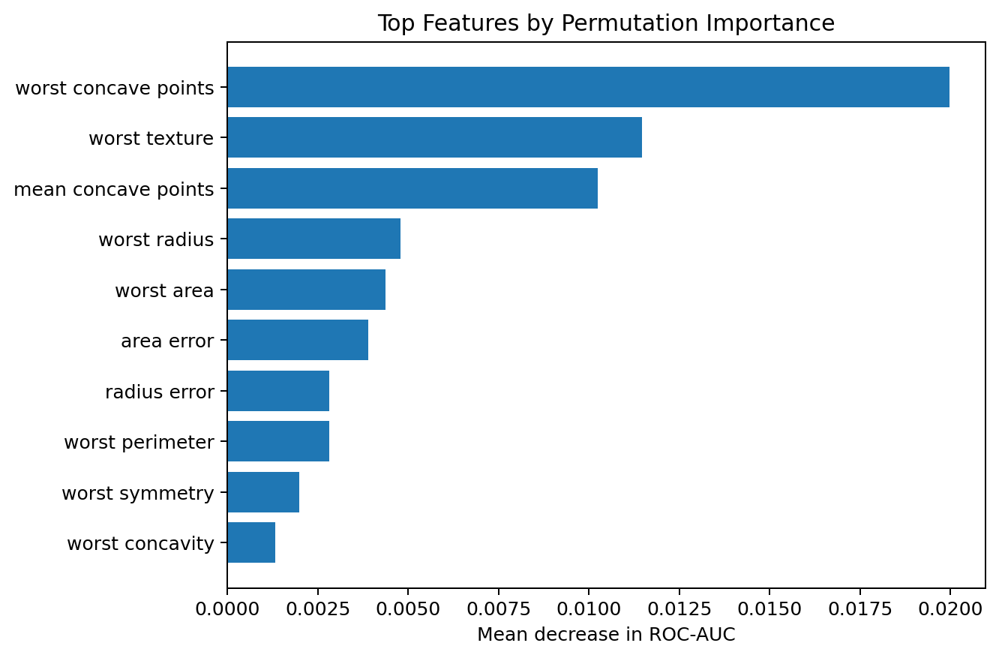 Top Features by Permutation Importance
worst concave points
worst texture
mean concave points
worst radius
worst area
area error
radius error
worst perimeter
worst symmetry
worst concavity
0.0000 0.0025 0.0050 0.0075 0.0100 0.0125 0.0150 0.0175 0.0200
Mean decrease in ROC-AUC